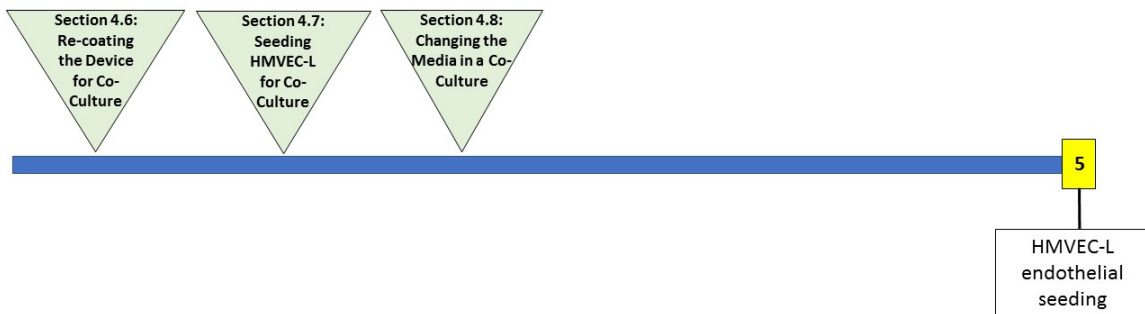 Section 4.6:
Re-coating
the Device
for Co-
Culture
Section 4.7:
Seeding
HMVEC-L
for Co-
Culture
Section 4.8:
Changing the
Media in a Co-
Culture
5
HMVEC-L
endothelial
seeding